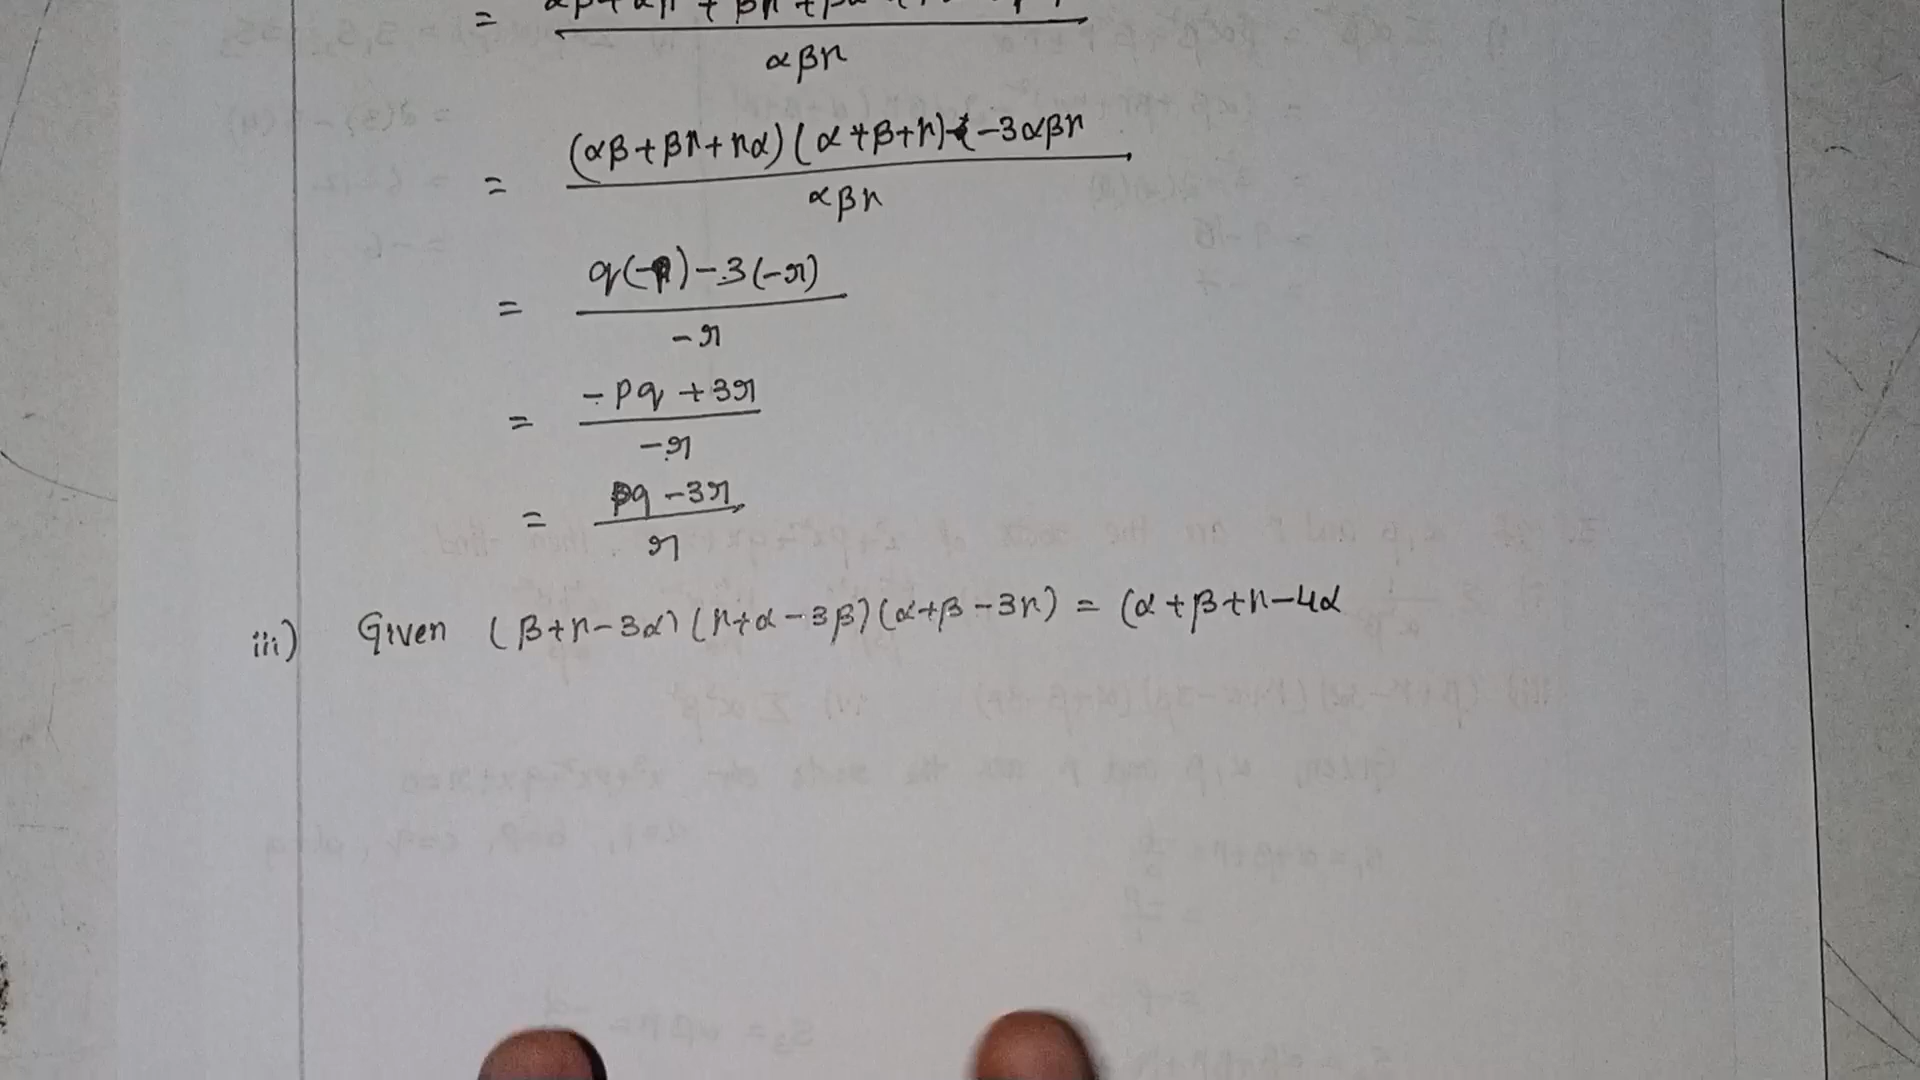 αβγ
= (αβ+βγ+γα)(α+β+γ) -3αβγ
αβγ
= q(-p)-3(-r)
-r
= -pq+3r
-r
= pq-3r
r
iii) Given (β+γ-3α)(γ+α-3β)(α+β-3γ) = (α+β+γ-4α